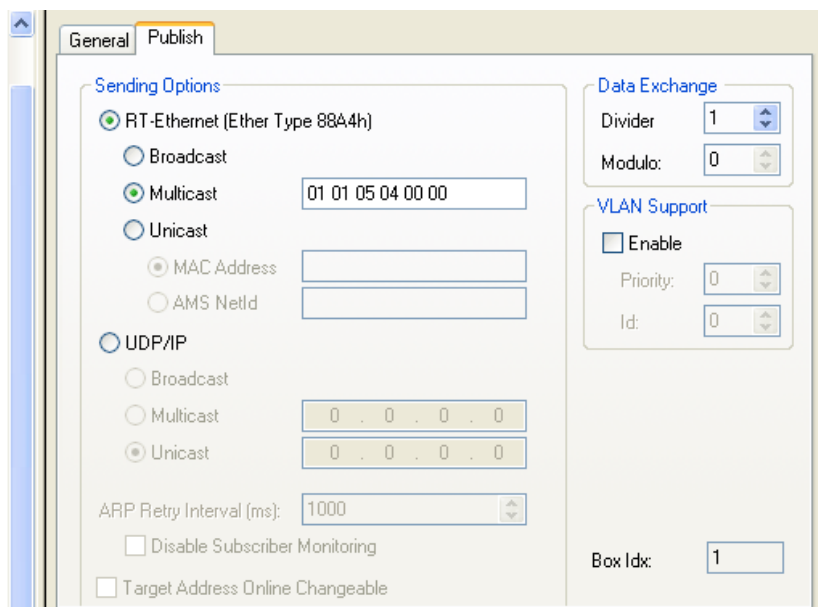 General
Publish
Sending Options
RT-Ethernet (Ether Type 88A4h)
Broadcast
Multicast 01 01 05 04 00 00
Unicast
MAC Address
AMS NetId
UDP/IP
Broadcast
Multicast 0 . 0 . 0 . 0
Unicast 0 . 0 . 0 . 0
ARP Retry Interval (ms): 1000
Disable Subscriber Monitoring
Target Address Online Changeable
Data Exchange
Divider 1
Modulo: 0
VLAN Support
Enable
Priority: 0
Id: 0
Box Idx: 1